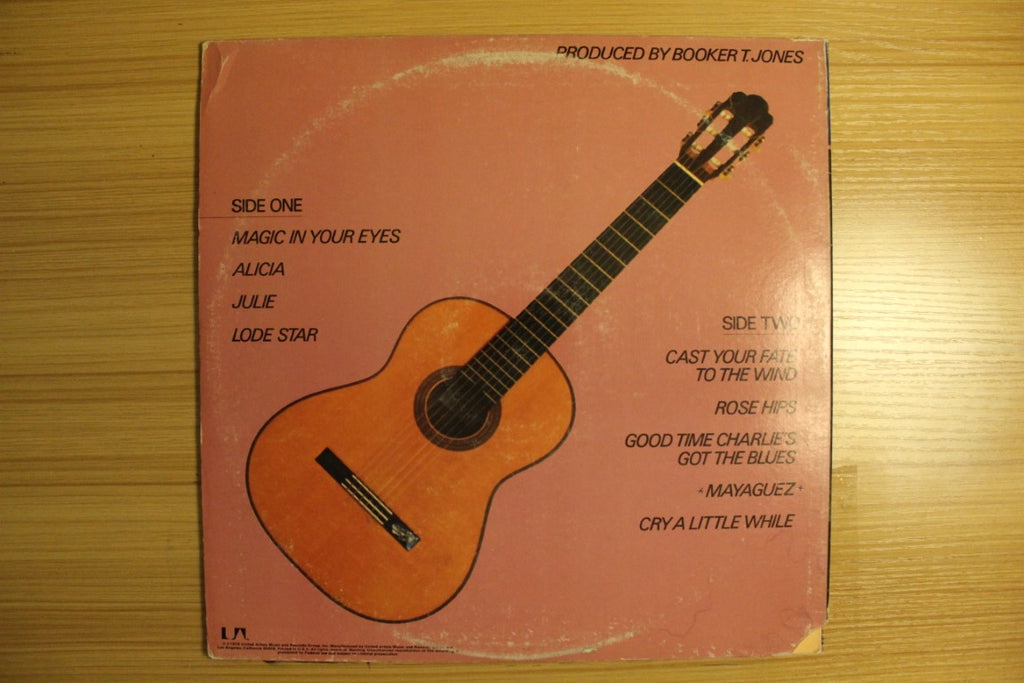 PRODUCED BY BOOKER T. JONES
SIDE ONE
MAGIC IN YOUR EYES
ALICIA
JULIE
LODE STAR
SIDE TWO
CAST YOUR FATE
TO THE WIND
ROSE HIPS
GOOD TIME CHARLIE'S
GOT THE BLUES
MAYAGUEZ
CRY A LITTLE WHILE
UA